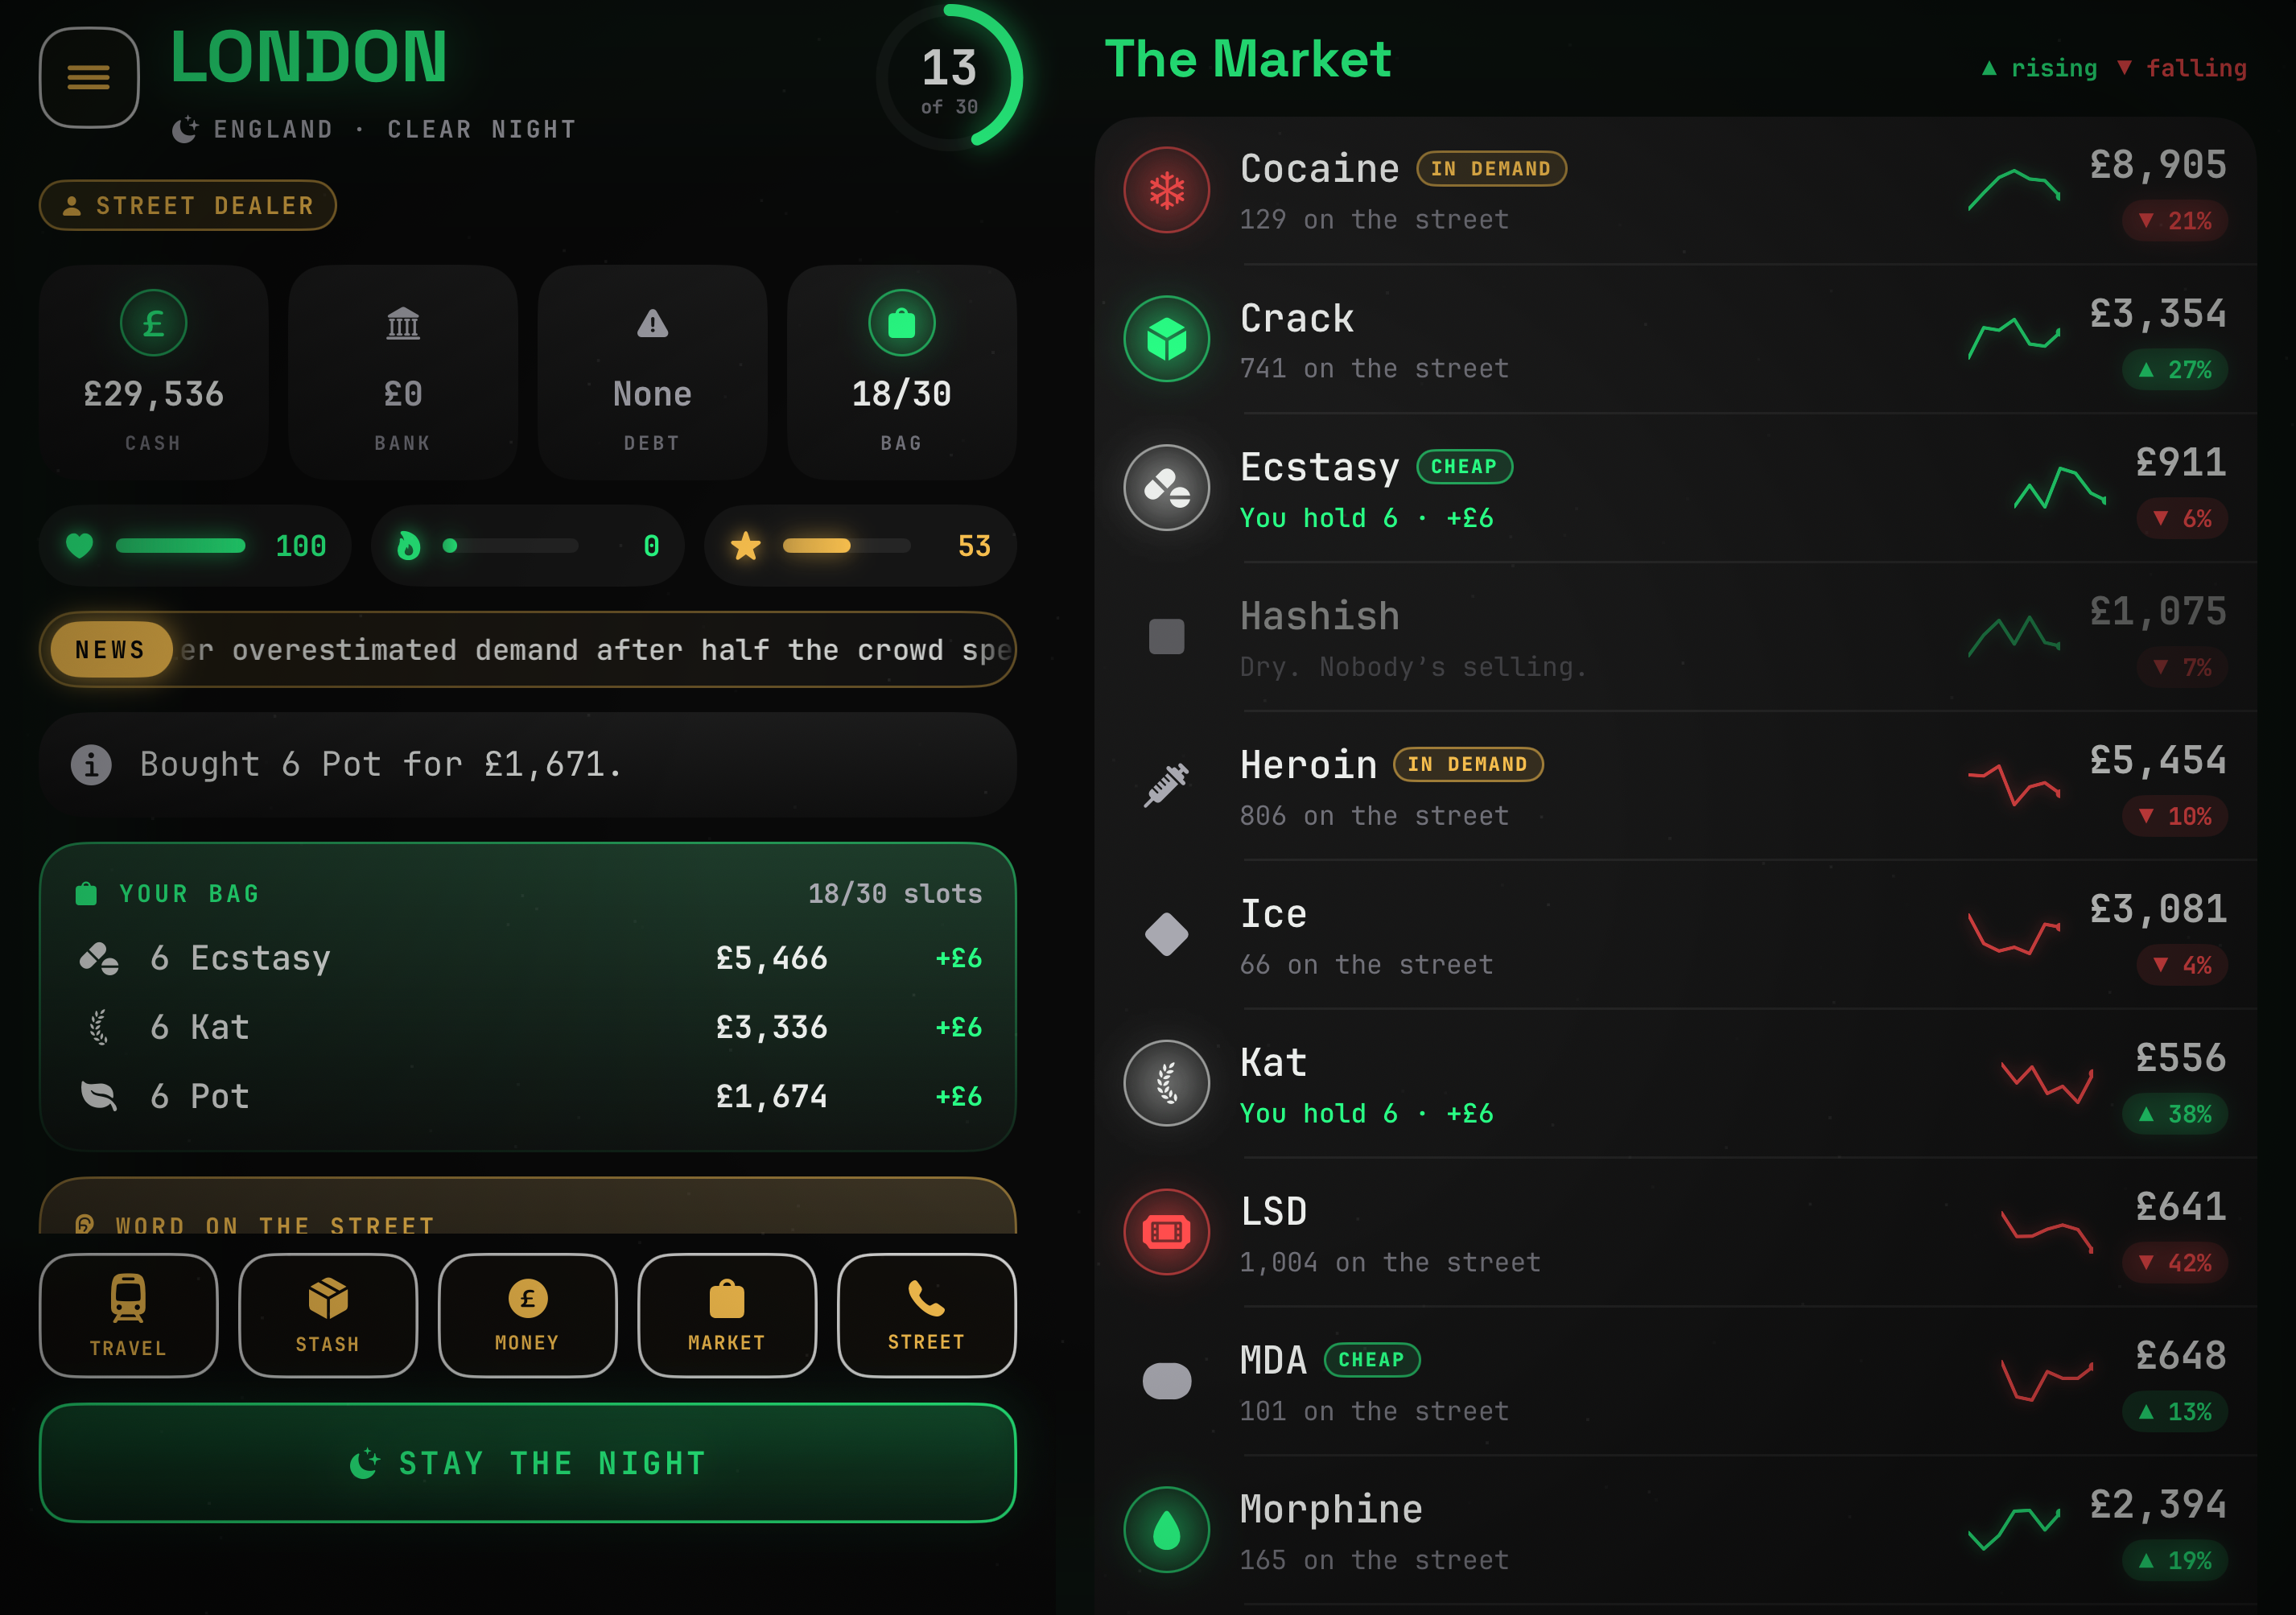 LONDON
ENGLAND · CLEAR NIGHT
13
of 30
STREET DEALER
£
£29,536
CASH
£0
BANK
None
DEBT
18/30
BAG
100
0
53
NEWS
er overestimated demand after half the crowd spe
Bought 6 Pot for £1,671.
YOUR BAG
18/30 slots
6 Ecstasy £5,466 +£6
6 Kat £3,336 +£6
6 Pot £1,674 +£6
WORD ON THE STREET
TRAVEL
STASH
£
MONEY
MARKET
STREET
STAY THE NIGHT
The Market
▲ rising ▼ falling
Cocaine IN DEMAND £8,905
129 on the street ▼ 21%
Crack £3,354
741 on the street ▲ 27%
Ecstasy CHEAP £911
You hold 6 · +£6 ▼ 6%
Hashish £1,075
Dry. Nobody’s selling. ▼ 7%
Heroin IN DEMAND £5,454
806 on the street ▼ 10%
Ice £3,081
66 on the street ▼ 4%
Kat £556
You hold 6 · +£6 ▲ 38%
LSD £641
1,004 on the street ▼ 42%
MDA CHEAP £648
101 on the street ▲ 13%
Morphine £2,394
165 on the street ▲ 19%